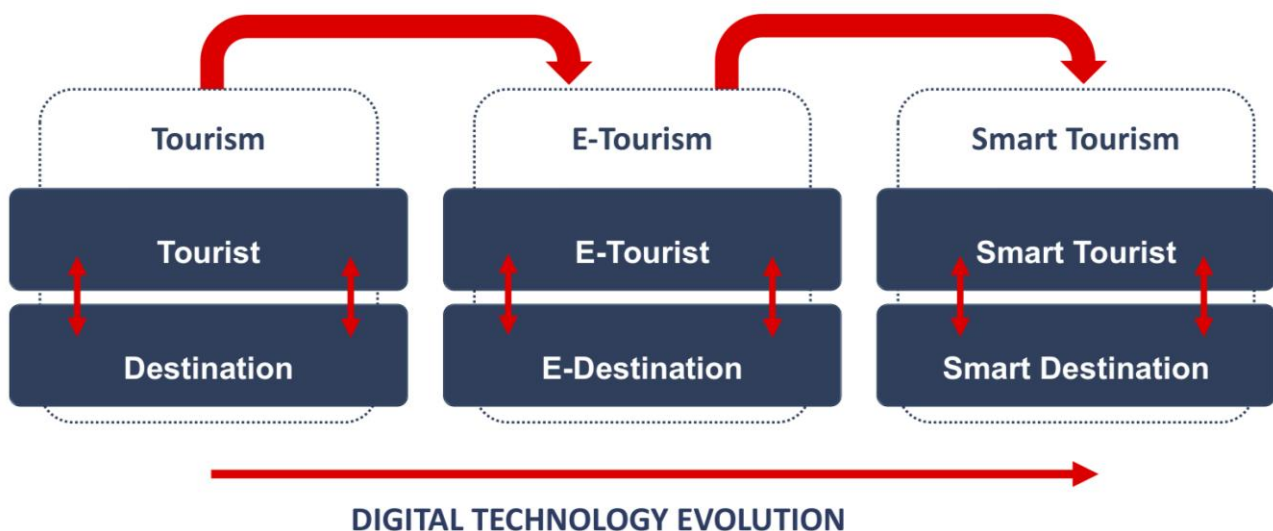 Tourism
Tourist
Destination
E-Tourism
E-Tourist
E-Destination
Smart Tourism
Smart Tourist
Smart Destination
DIGITAL TECHNOLOGY EVOLUTION